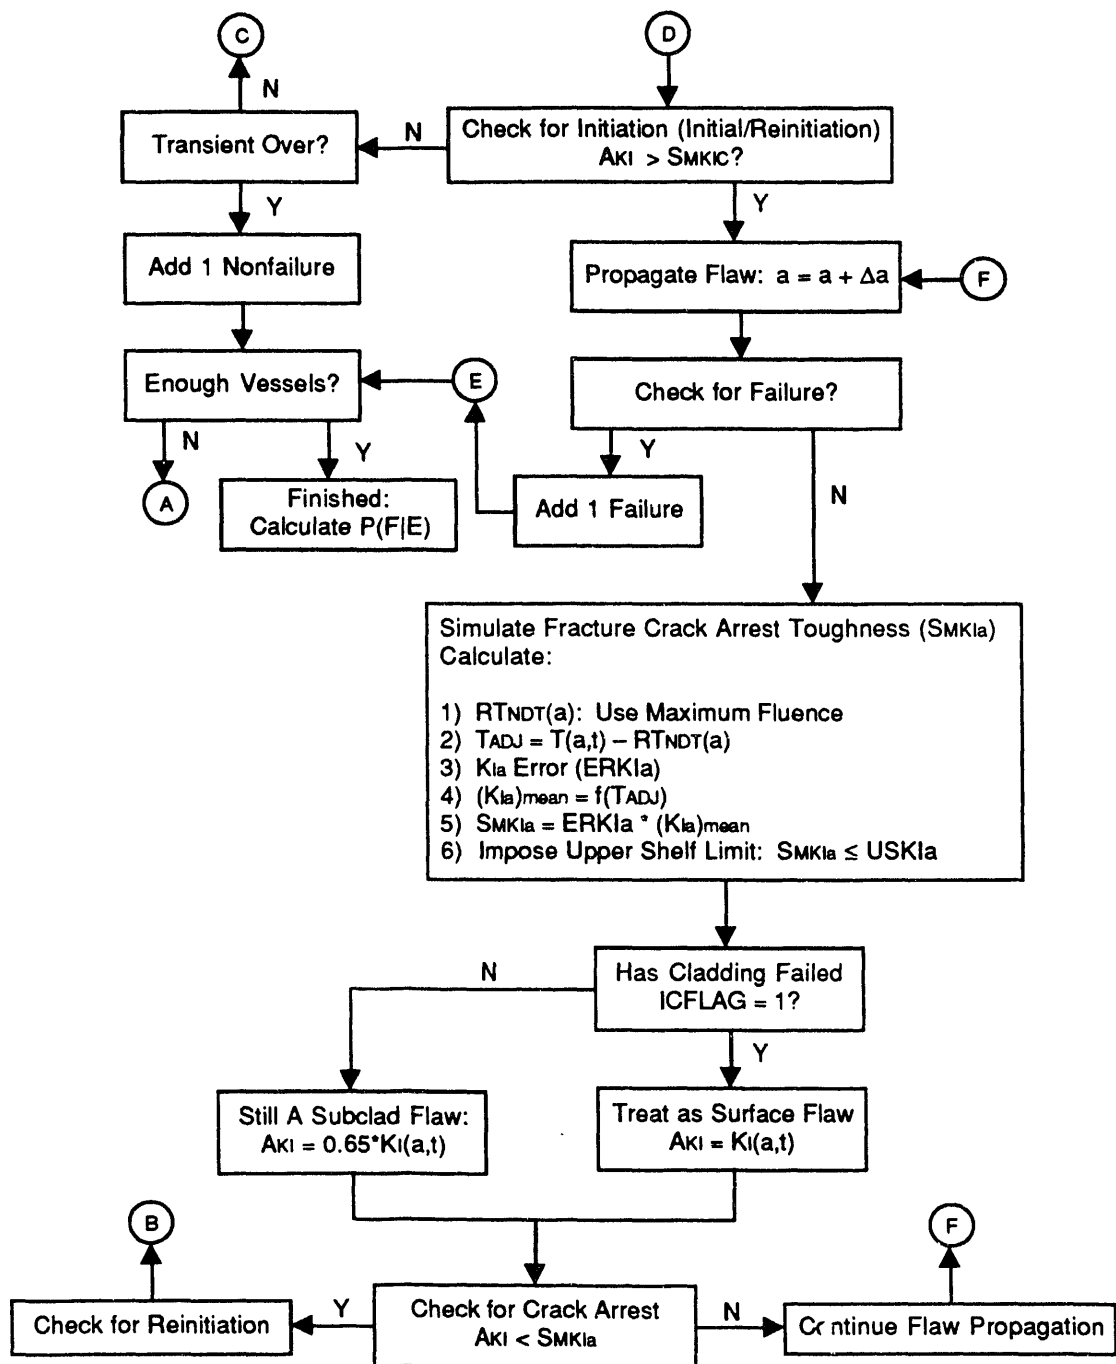 C
D
N
Transient Over?
N
Check for Initiation (Initial/Reinitiation)
AKI > SMKIC?
Y
Y
Add 1 Nonfailure
Propagate Flaw: a = a + Δa
F
Enough Vessels?
E
Check for Failure?
N
Y
Y
N
A
Finished:
Calculate P(F|E)
Add 1 Failure
Simulate Fracture Crack Arrest Toughness (SMKIa)
Calculate:
1) RTNDT(a): Use Maximum Fluence
2) TADJ = T(a,t) – RTNDT(a)
3) KIa Error (ERKIa)
4) (KIa)mean = f(TADJ)
5) SMKIa = ERKIa * (KIa)mean
6) Impose Upper Shelf Limit: SMKIa ≤ USKIa
N
Has Cladding Failed
ICFLAG = 1?
Y
Still A Subclad Flaw:
AKI = 0.65*KI(a,t)
Treat as Surface Flaw
AKI = KI(a,t)
B
F
Check for Reinitiation
Y
Check for Crack Arrest
AKI < SMKIa
N
Continue Flaw Propagation